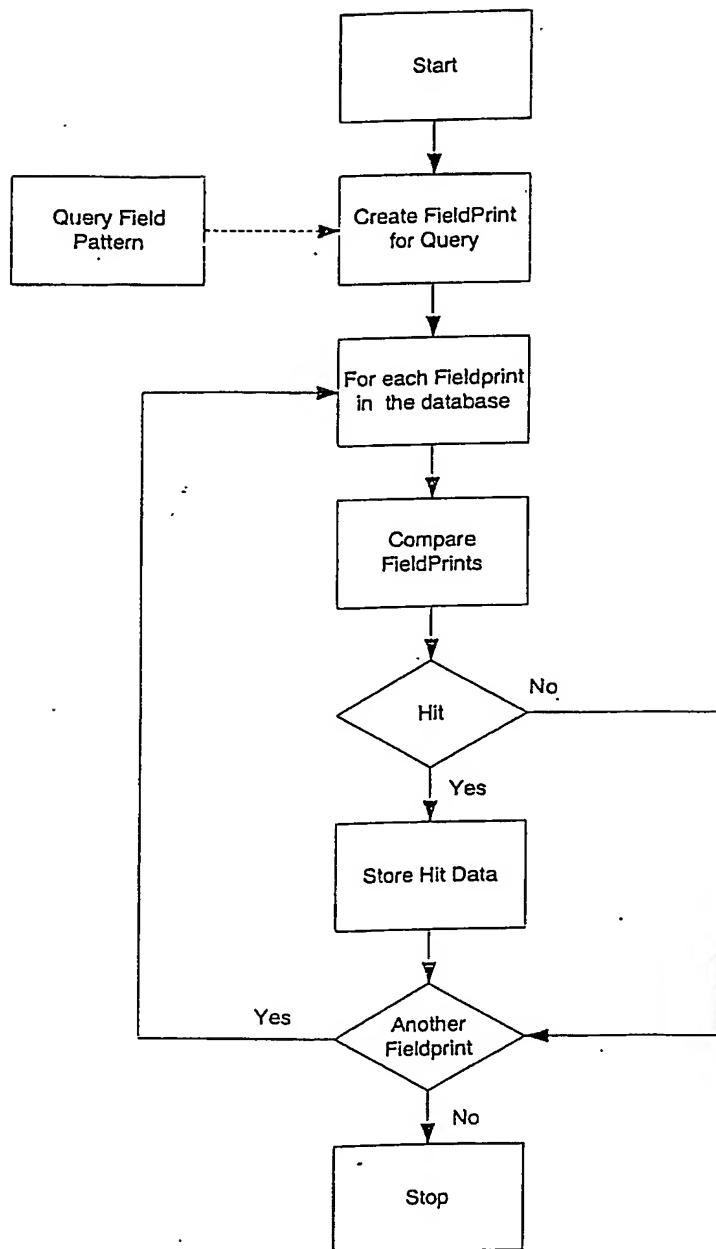 Start
Query Field
Pattern
Create FieldPrint
for Query
For each Fieldprint
in the database
Compare
FieldPrints
Hit
No
Yes
Store Hit Data
Yes
Another
Fieldprint
No
Stop